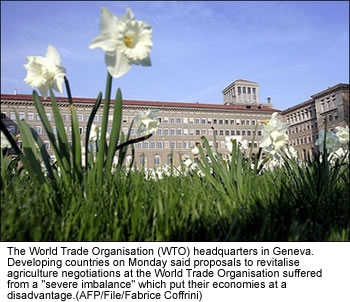 The World Trade Organisation (WTO) headquarters in Geneva.
Developing countries on Monday said proposals to revitalise
agriculture negotiations at the World Trade Organisation suffered
from a "severe imbalance" which put their economies at a
disadvantage.(AFP/File/Fabrice Coffrini)